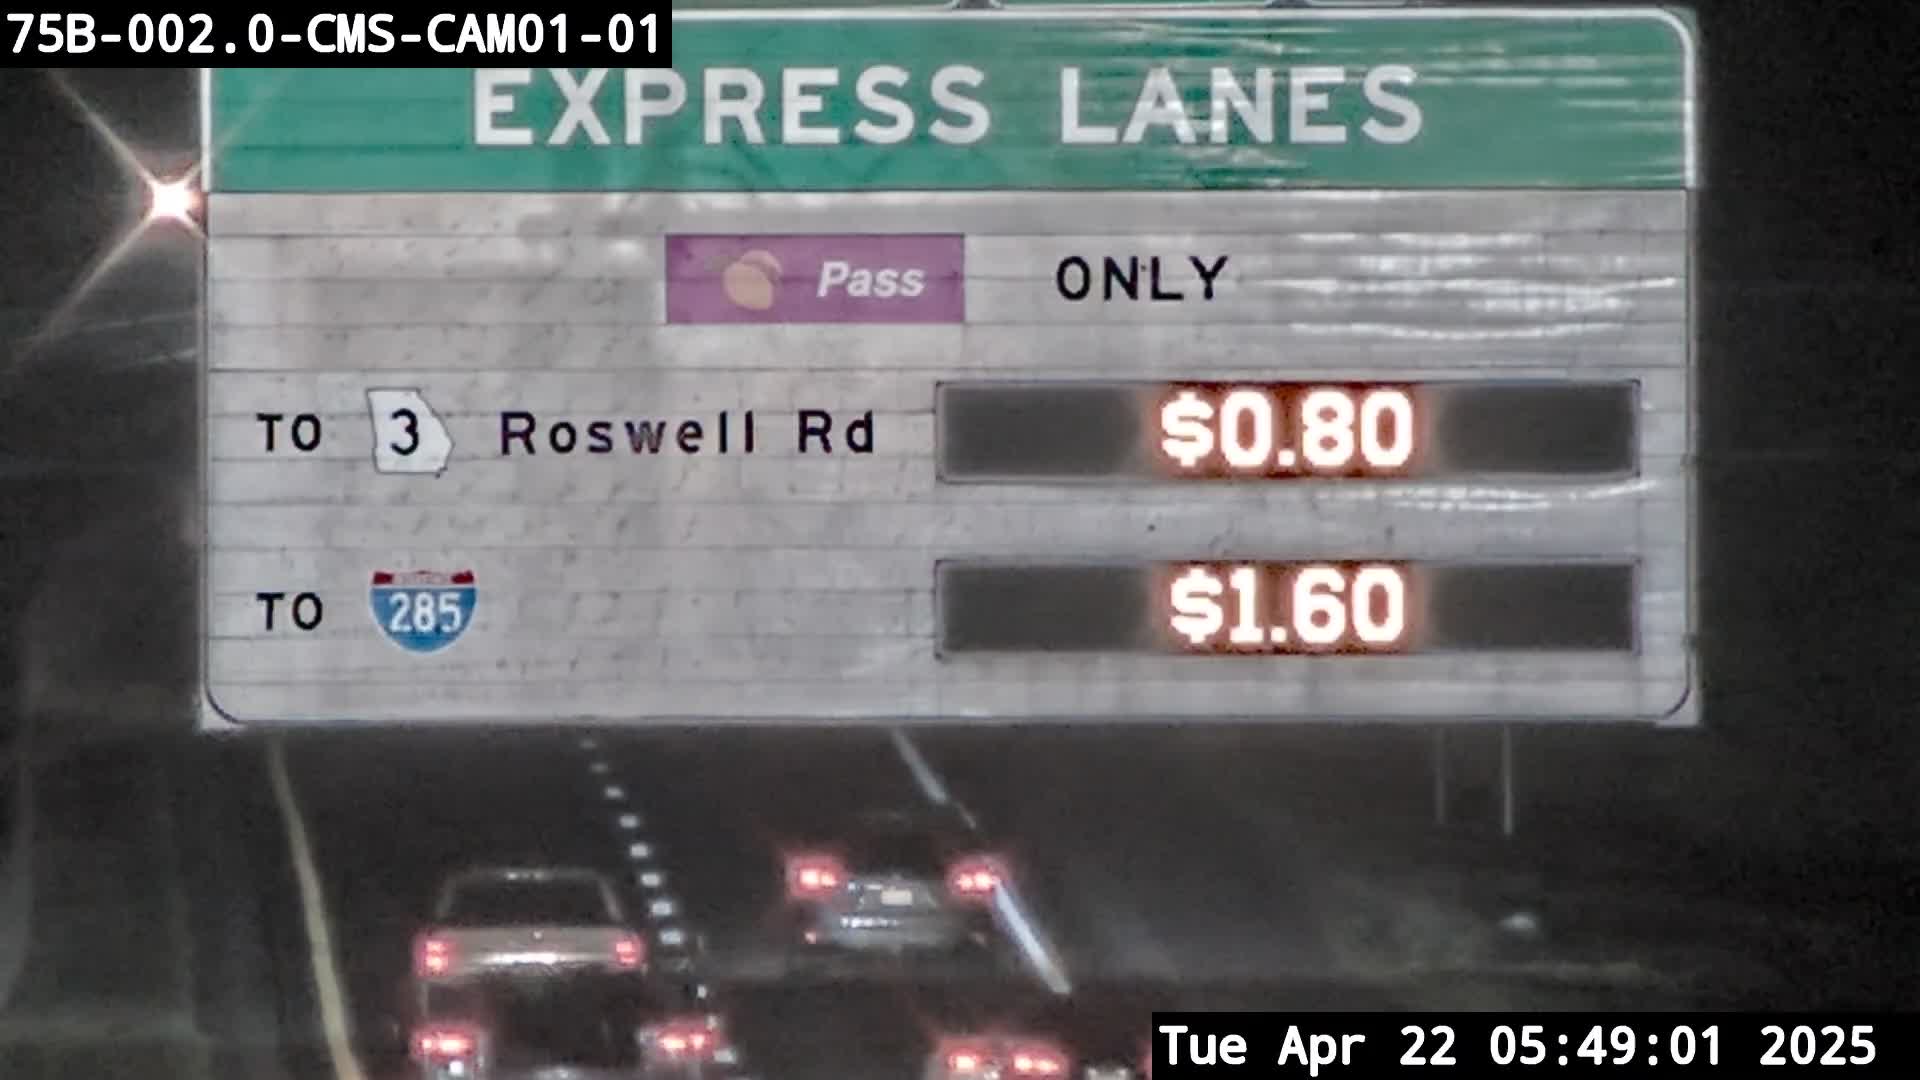 75B-002.0-CMS-CAM01-01
EXPRESS LANES
Pass ONLY
TO 3 Roswell Rd $0.80
TO 285 $1.60
Tue Apr 22 05:49:01 2025